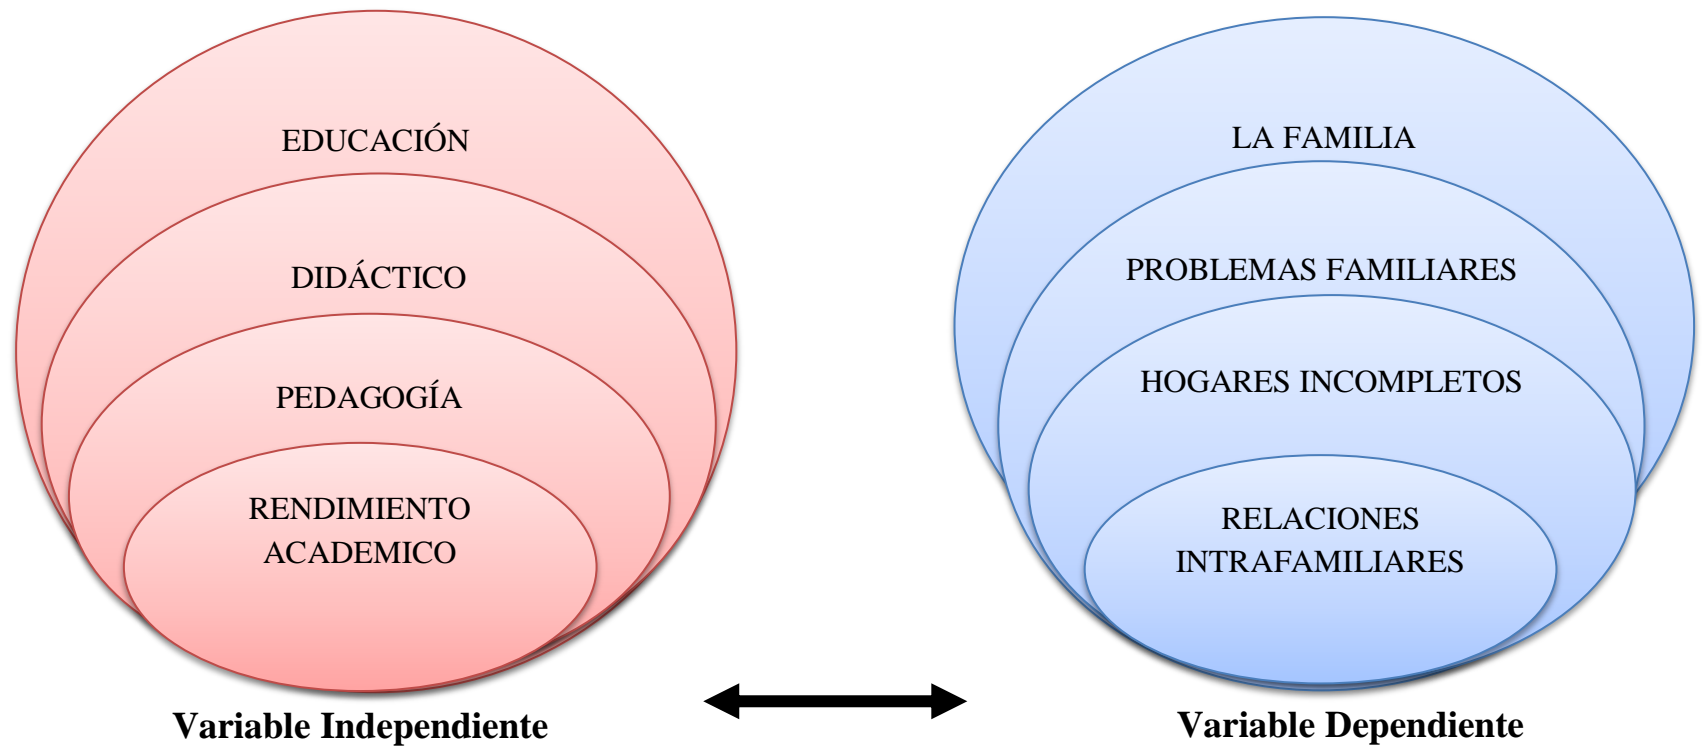 EDUCACIÓN
DIDÁCTICO
PEDAGOGÍA
RENDIMIENTO
ACADEMICO
Variable Independiente
LA FAMILIA
PROBLEMAS FAMILIARES
HOGARES INCOMPLETOS
RELACIONES
INTRAFAMILIARES
Variable Dependiente